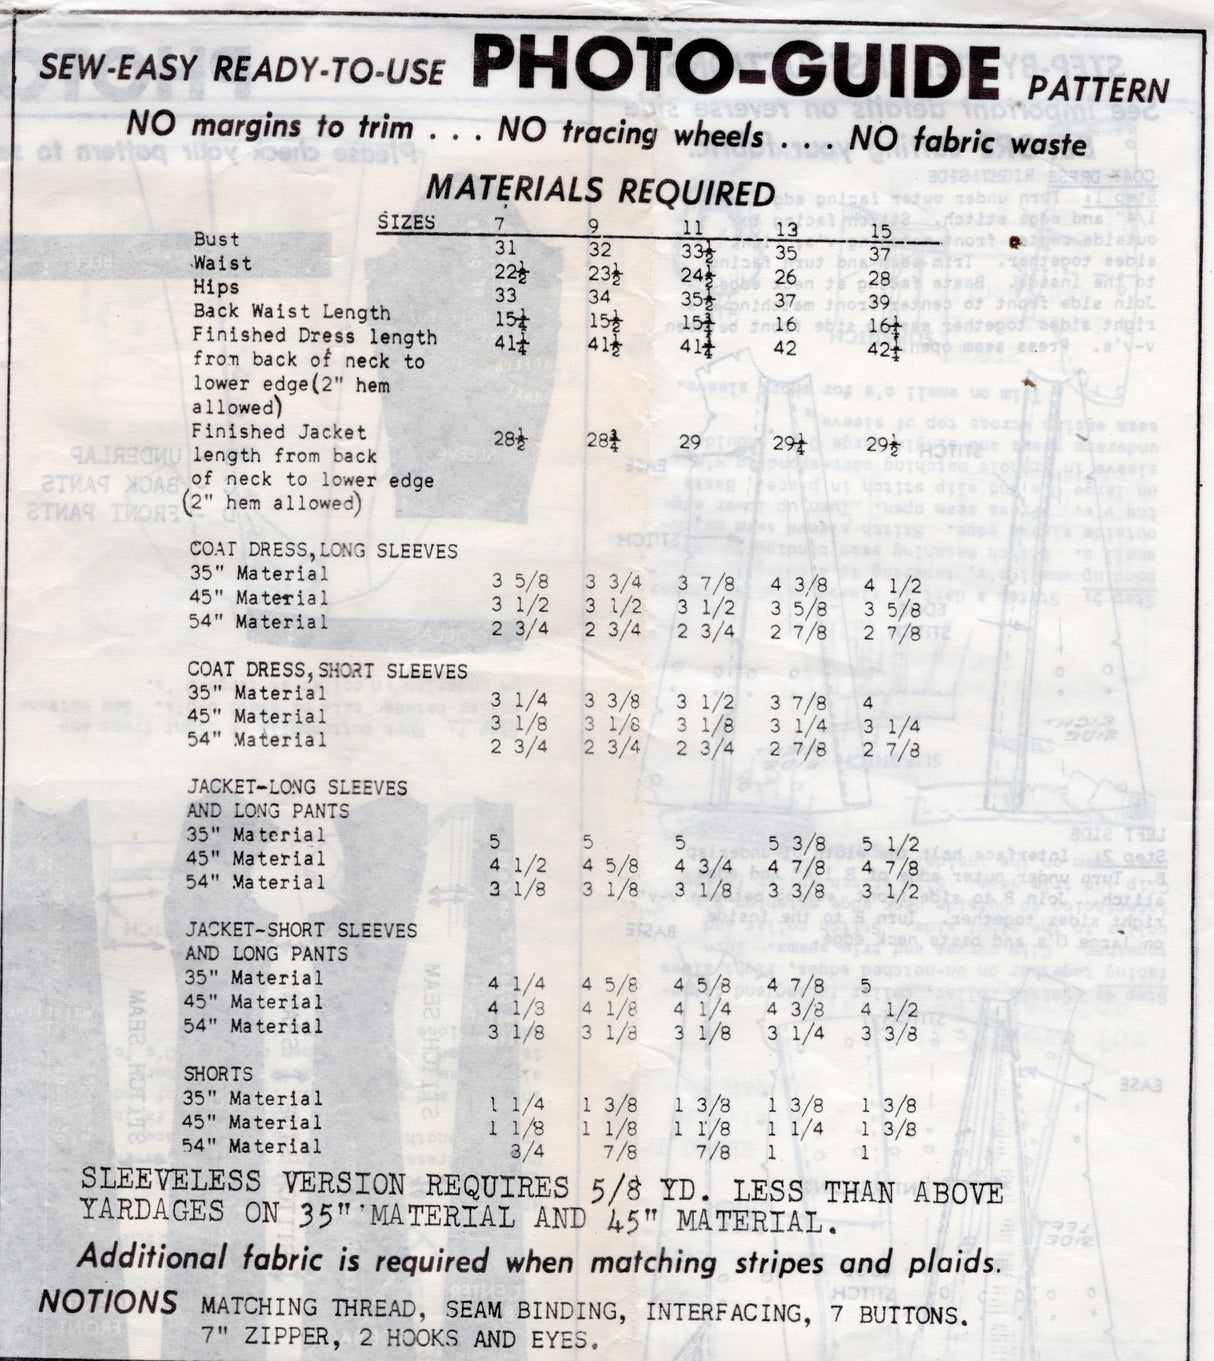 SEW-EASY READY-TO-USE PHOTO-GUIDE PATTERN
NO margins to trim . . . NO tracing wheels . . . NO fabric waste
MATERIALS REQUIRED
SIZES 7 9 11 13 15
Bust 31 32 33½ 35 37
Waist 22½ 23½ 24½ 26 28
Hips 33 34 35½ 37 39
Back Waist Length 15¼ 15½ 15¾ 16 16¼
Finished Dress length 41¼ 41½ 41¾ 42 42¼
from back of neck to
lower edge(2" hem
allowed)
Finished Jacket 28½ 28¾ 29 29¼ 29½
length from back
of neck to lower edge
(2" hem allowed)
COAT DRESS,LONG SLEEVES
35" Material 3 5/8 3 3/4 3 7/8 4 3/8 4 1/2
45" Material 3 1/2 3 1/2 3 1/2 3 5/8 3 5/8
54" Material 2 3/4 2 3/4 2 3/4 2 7/8 2 7/8
COAT DRESS,SHORT SLEEVES
35" Material 3 1/4 3 3/8 3 1/2 3 7/8 4
45" Material 3 1/8 3 1/8 3 1/8 3 1/4 3 1/4
54" Material 2 3/4 2 3/4 2 3/4 2 7/8 2 7/8
JACKET-LONG SLEEVES
AND LONG PANTS
35" Material 5 5 5 5 3/8 5 1/2
45" Material 4 1/2 4 5/8 4 3/4 4 7/8 4 7/8
54" Material 3 1/8 3 1/8 3 1/8 3 3/8 3 1/2
JACKET-SHORT SLEEVES
AND LONG PANTS
35" Material 4 1/4 4 5/8 4 5/8 4 7/8 5
45" Material 4 1/3 4 1/8 4 1/4 4 3/8 4 1/2
54" Material 3 1/8 3 1/8 3 1/8 3 1/4 3 3/8
SHORTS
35" Material 1 1/4 1 3/8 1 3/8 1 3/8 1 3/8
45" Material 1 1/8 1 1/8 1 1/8 1 1/4 1 3/8
54" Material 3/4 7/8 7/8 1 1
SLEEVELESS VERSION REQUIRES 5/8 YD. LESS THAN ABOVE
YARDAGES ON 35" MATERIAL AND 45" MATERIAL.
Additional fabric is required when matching stripes and plaids.
NOTIONS MATCHING THREAD, SEAM BINDING, INTERFACING, 7 BUTTONS.
7" ZIPPER, 2 HOOKS AND EYES.